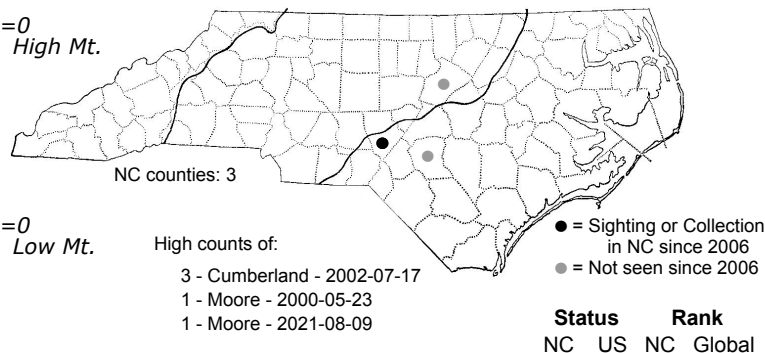 =0
High Mt.
NC counties: 3
=0
Low Mt.
High counts of:
3 - Cumberland - 2002-07-17
1 - Moore - 2000-05-23
1 - Moore - 2021-08-09
● = Sighting or Collection
in NC since 2006
● = Not seen since 2006
Status Rank
NC US NC Global